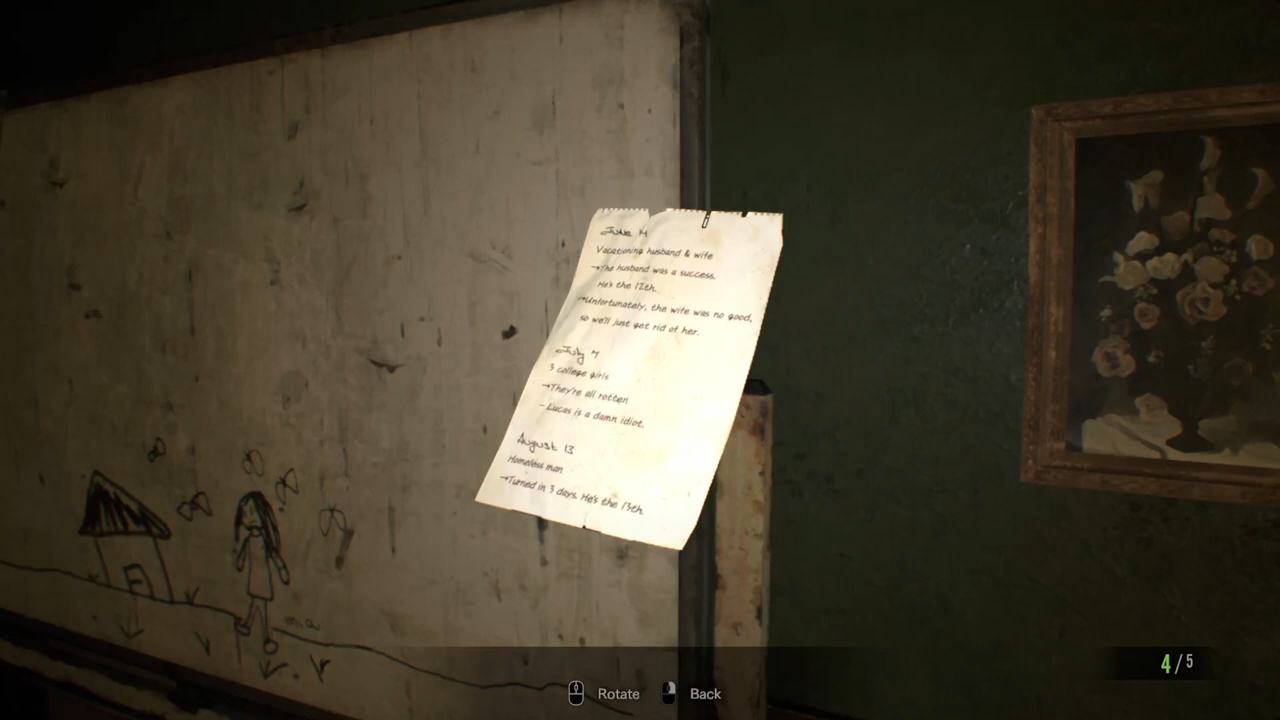 June 14
Vacationing husband & wife
→The husband was a success.
He's the 12th.
→Unfortunately, the wife was no good,
so we'll just get rid of her.
July 7
3 college girls
→They're all rotten
- Lucas is a damn idiot.
August 13
Homeless man
→Turned in 3 days. He's the 13th.
mia
4/5
Rotate
Back